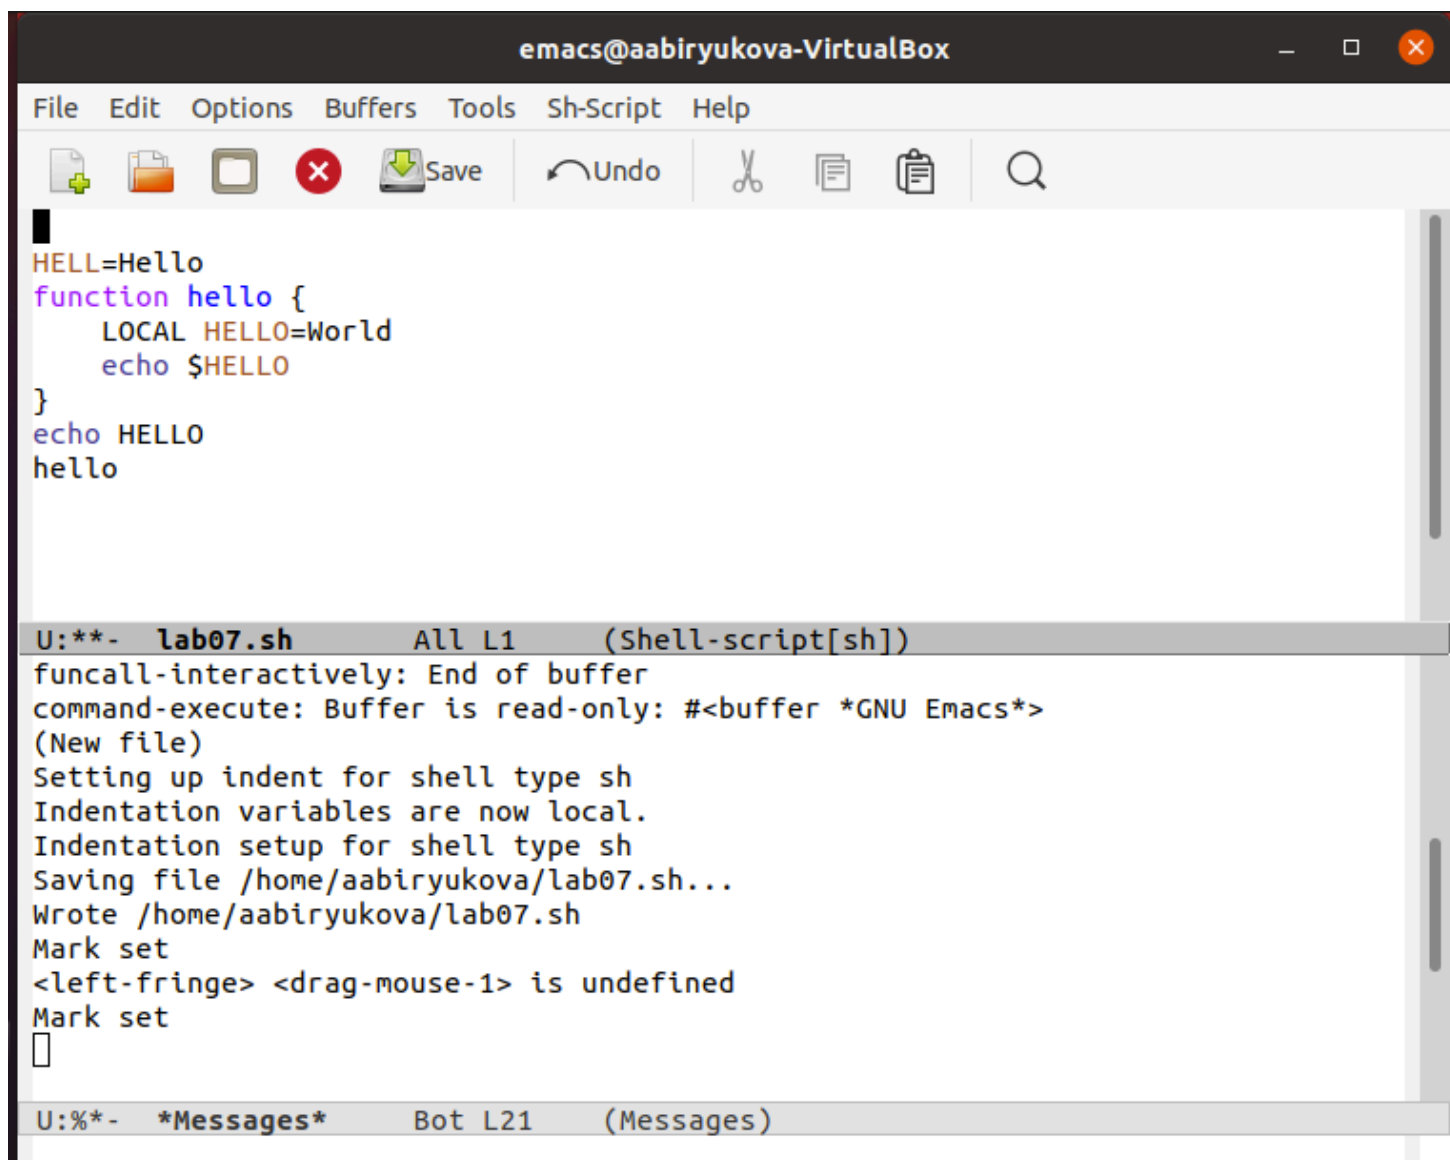 emacs@aabiryukova-VirtualBox
File Edit Options Buffers Tools Sh-Script Help
Save Undo
HELL=Hello
function hello {
    LOCAL HELLO=World
    echo $HELLO
}
echo HELLO
hello
U:**-  lab07.sh       All L1     (Shell-script[sh])
funcall-interactively: End of buffer
command-execute: Buffer is read-only: #<buffer *GNU Emacs*>
(New file)
Setting up indent for shell type sh
Indentation variables are now local.
Indentation setup for shell type sh
Saving file /home/aabiryukova/lab07.sh...
Wrote /home/aabiryukova/lab07.sh
Mark set
<left-fringe> <drag-mouse-1> is undefined
Mark set
U:%*-  *Messages*     Bot L21    (Messages)